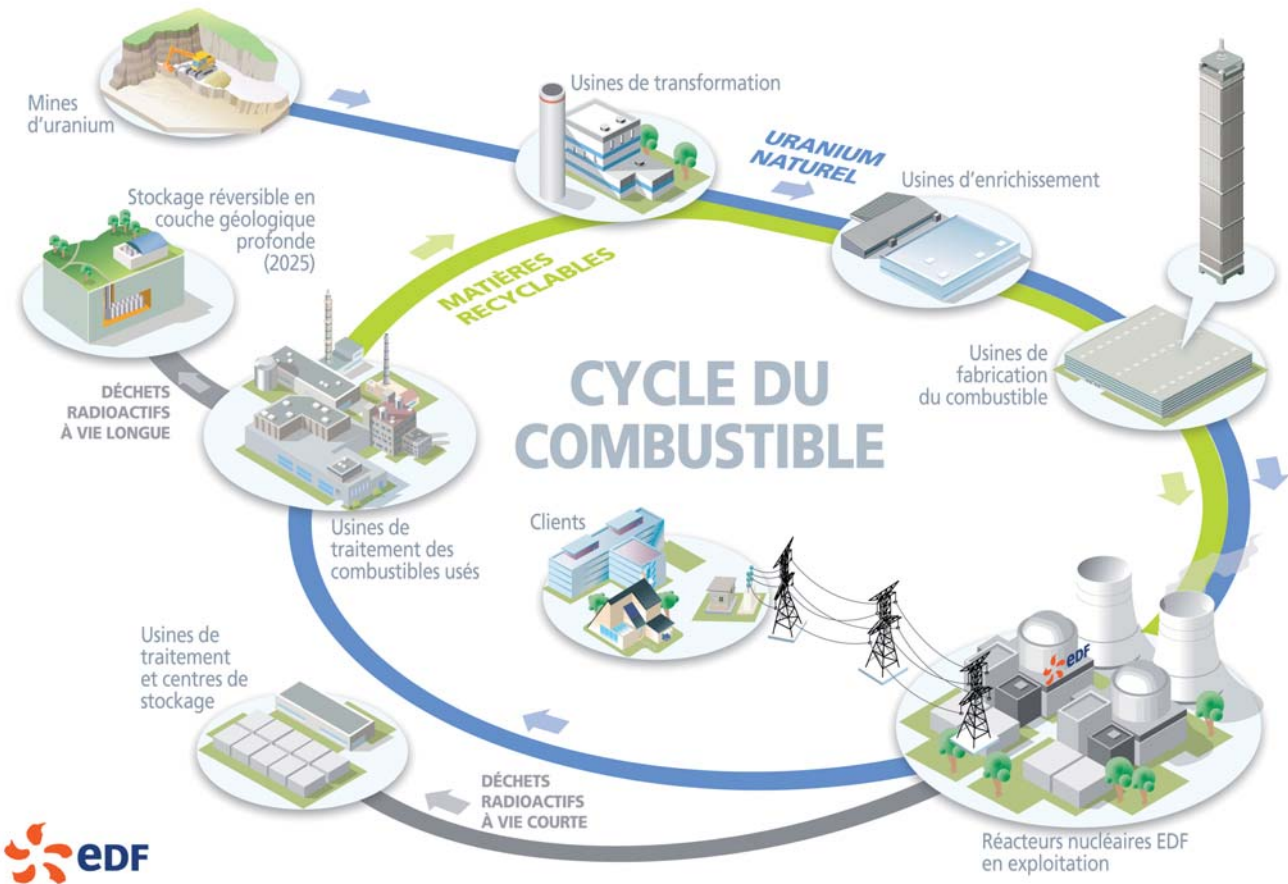 Mines
d'uranium
Usines de transformation
URANIUM
NATUREL
Usines d'enrichissement
Stockage réversible en
couche géologique
profonde
(2025)
MATIÈRES
RECYCLABLES
Usines de
fabrication
du combustible
DÉCHETS
RADIOACTIFS
À VIE LONGUE
CYCLE DU
COMBUSTIBLE
Usines de
traitement des
combustibles usés
Clients
Usines de
traitement
et centres de
stockage
eDF
DÉCHETS
RADIOACTIFS
À VIE COURTE
Réacteurs nucléaires EDF
en exploitation
eDF